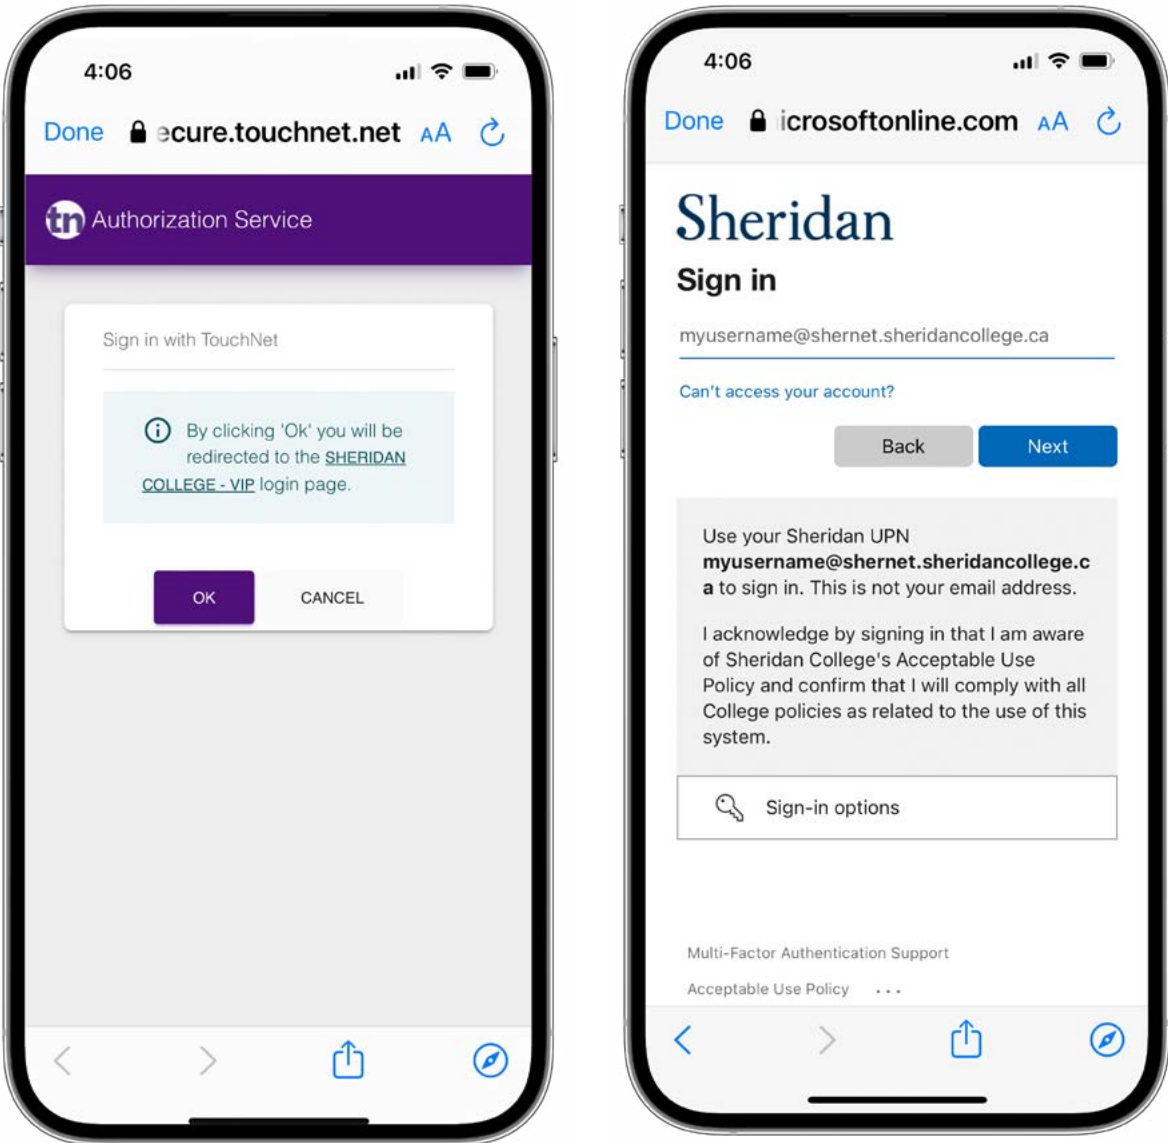 4:06
Done ecure.touchnet.net AA
tn Authorization Service
Sign in with TouchNet
By clicking 'Ok' you will be
redirected to the SHERIDAN
COLLEGE - VIP login page.
OK CANCEL
4:06
Done icrosoftonline.com AA
Sheridan
Sign in
myusername@shernet.sheridancollege.ca
Can't access your account?
Back Next
Use your Sheridan UPN
myusername@shernet.sheridancollege.c
a to sign in. This is not your email address.
I acknowledge by signing in that I am aware
of Sheridan College's Acceptable Use
Policy and confirm that I will comply with all
College policies as related to the use of this
system.
Sign-in options
Multi-Factor Authentication Support
Acceptable Use Policy ...